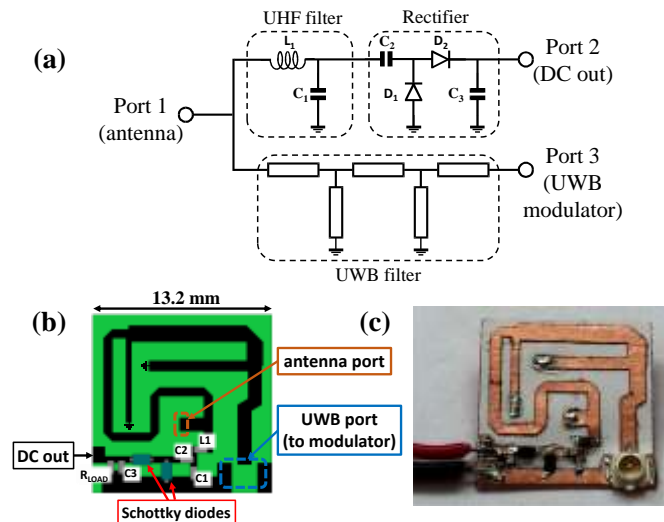 UHF filter
Rectifier
(a)
L1
C2
D2
Port 2
(DC out)
C1
D1
C3
Port 1
(antenna)
Port 3
(UWB
modulator)
UWB filter
13.2 mm
(b)
(c)
antenna port
UWB port
(to modulator)
DC out
L1
C2
RLOAD
C3
C1
Schottky diodes